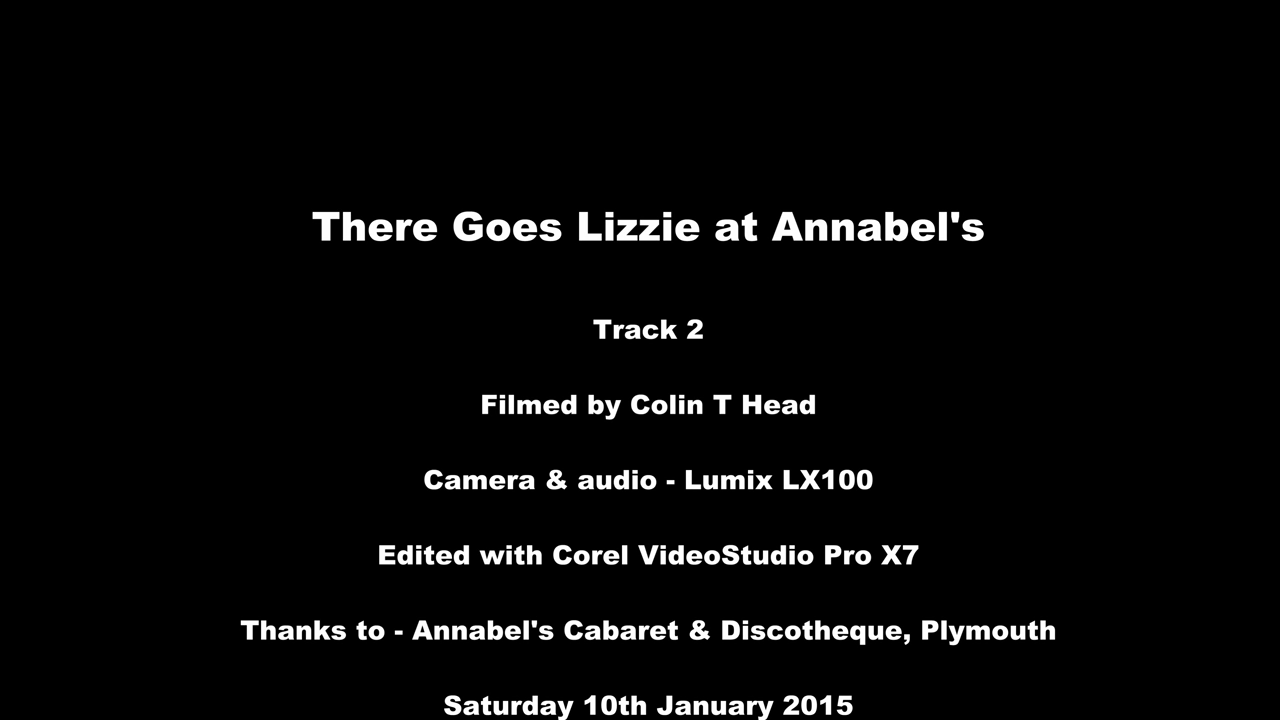 There Goes Lizzie at Annabel's
Track 2
Filmed by Colin T Head
Camera & audio - Lumix LX100
Edited with Corel VideoStudio Pro X7
Thanks to - Annabel's Cabaret & Discotheque, Plymouth
Saturday 10th January 2015